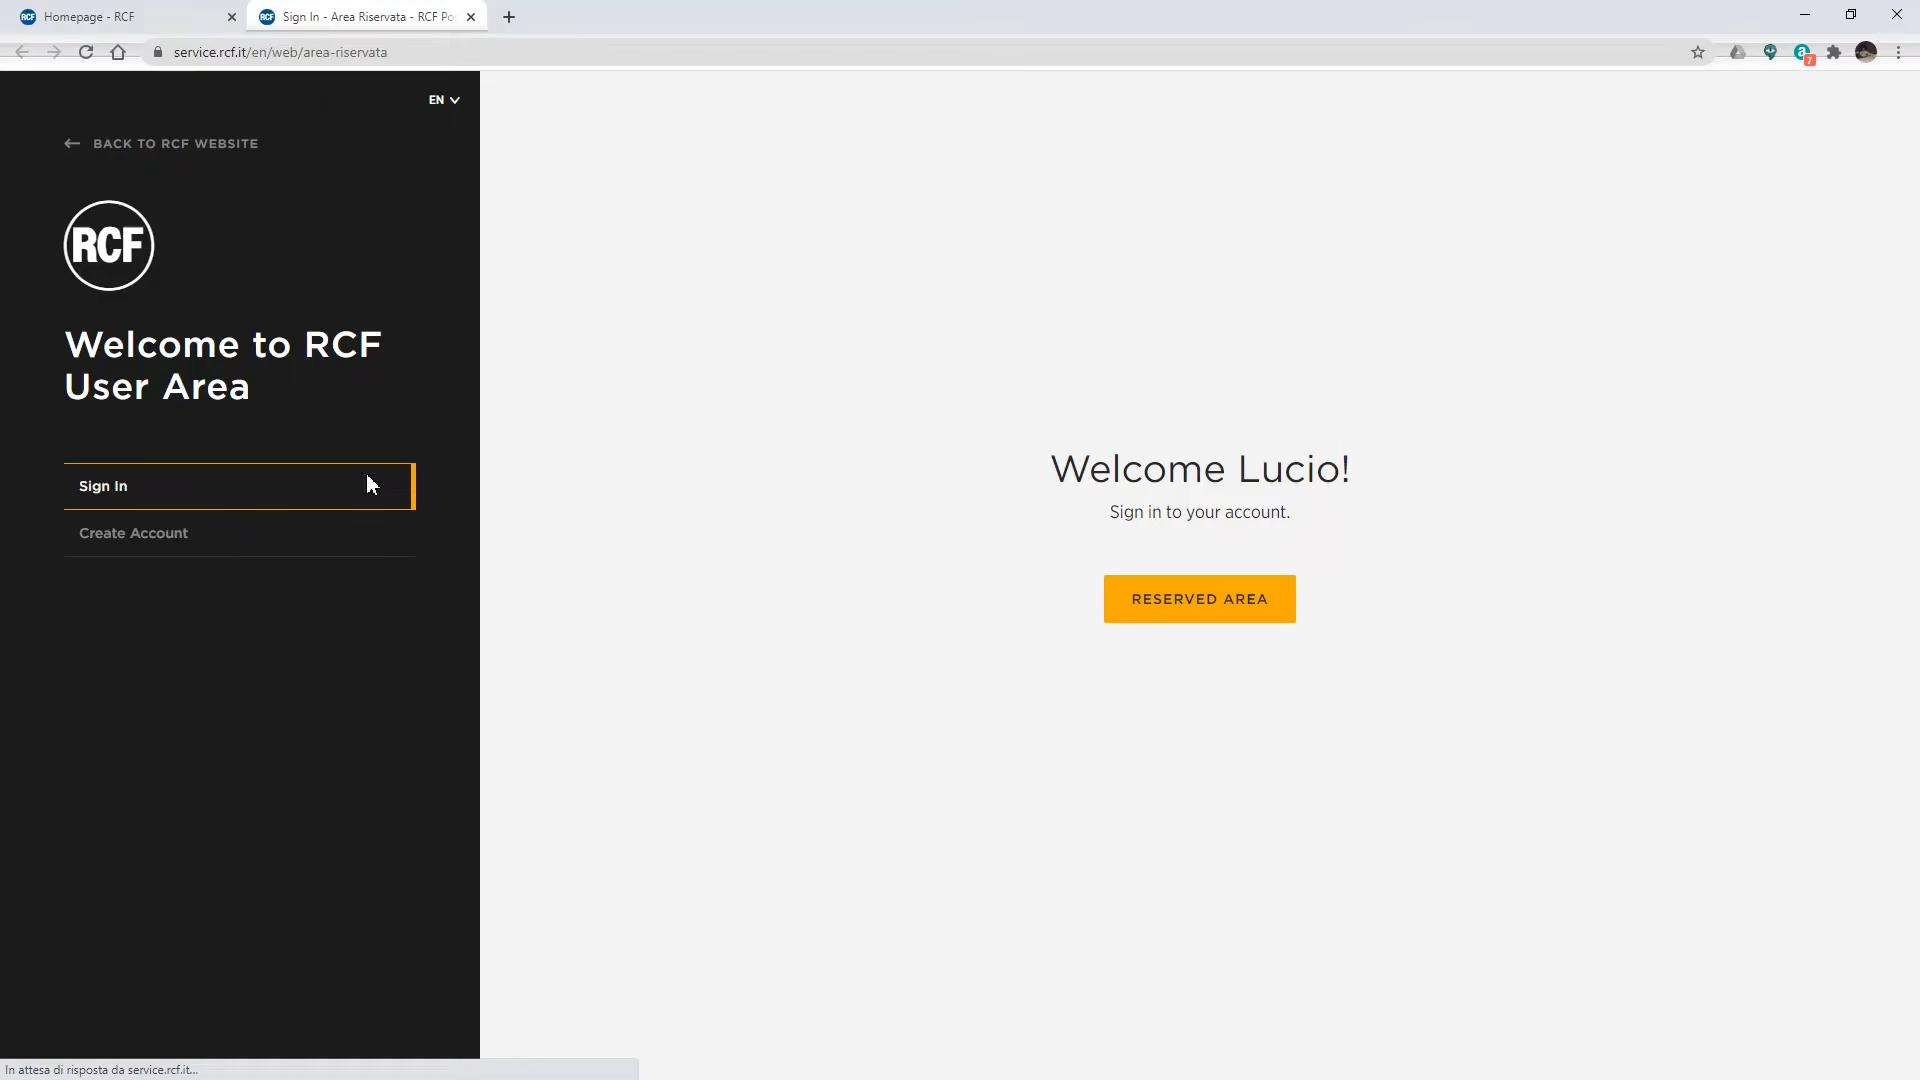 Homepage - RCF
Sign In - Area Riservata - RCF Po
service.rcf.it/en/web/area-riservata
7
EN
BACK TO RCF WEBSITE
RCF
Welcome to RCF
User Area
Sign In
Create Account
Welcome Lucio!
Sign in to your account.
RESERVED AREA
In attesa di risposta da service.rcf.it...